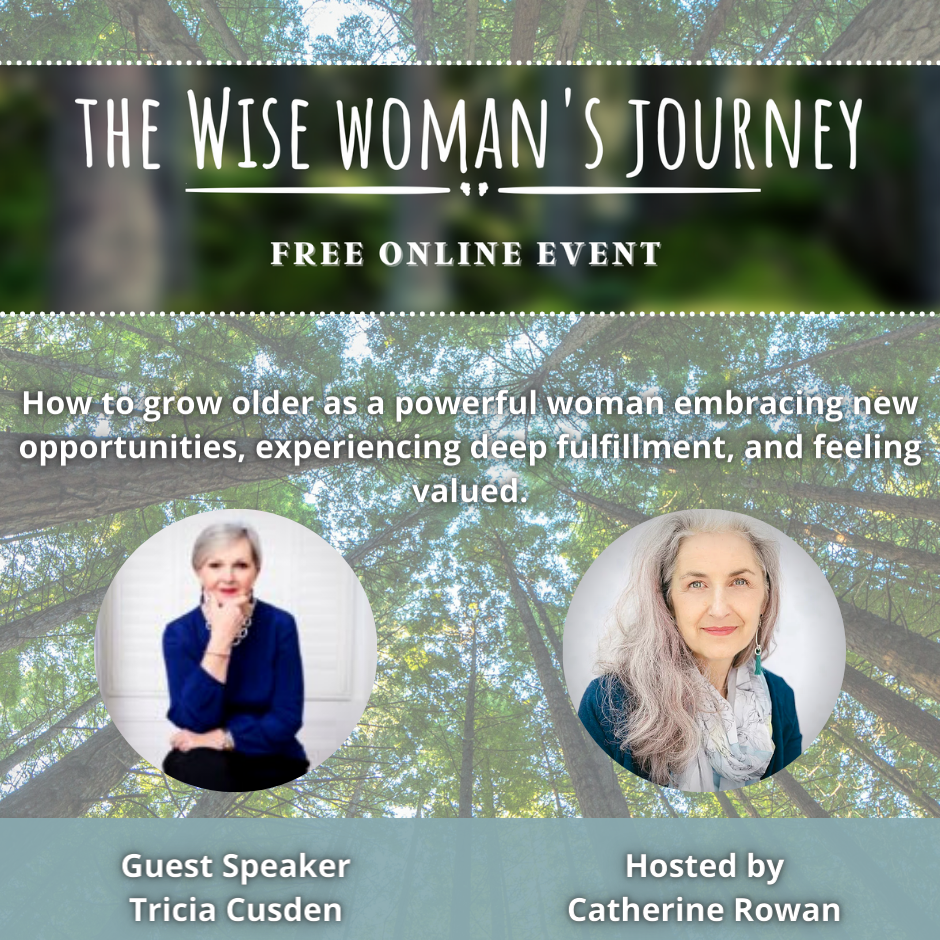 THE WISE WOMAN'S JOURNEY
FREE ONLINE EVENT
How to grow older as a powerful woman embracing new
opportunities, experiencing deep fulfillment, and feeling
valued.
Guest Speaker
Tricia Cusden
Hosted by
Catherine Rowan